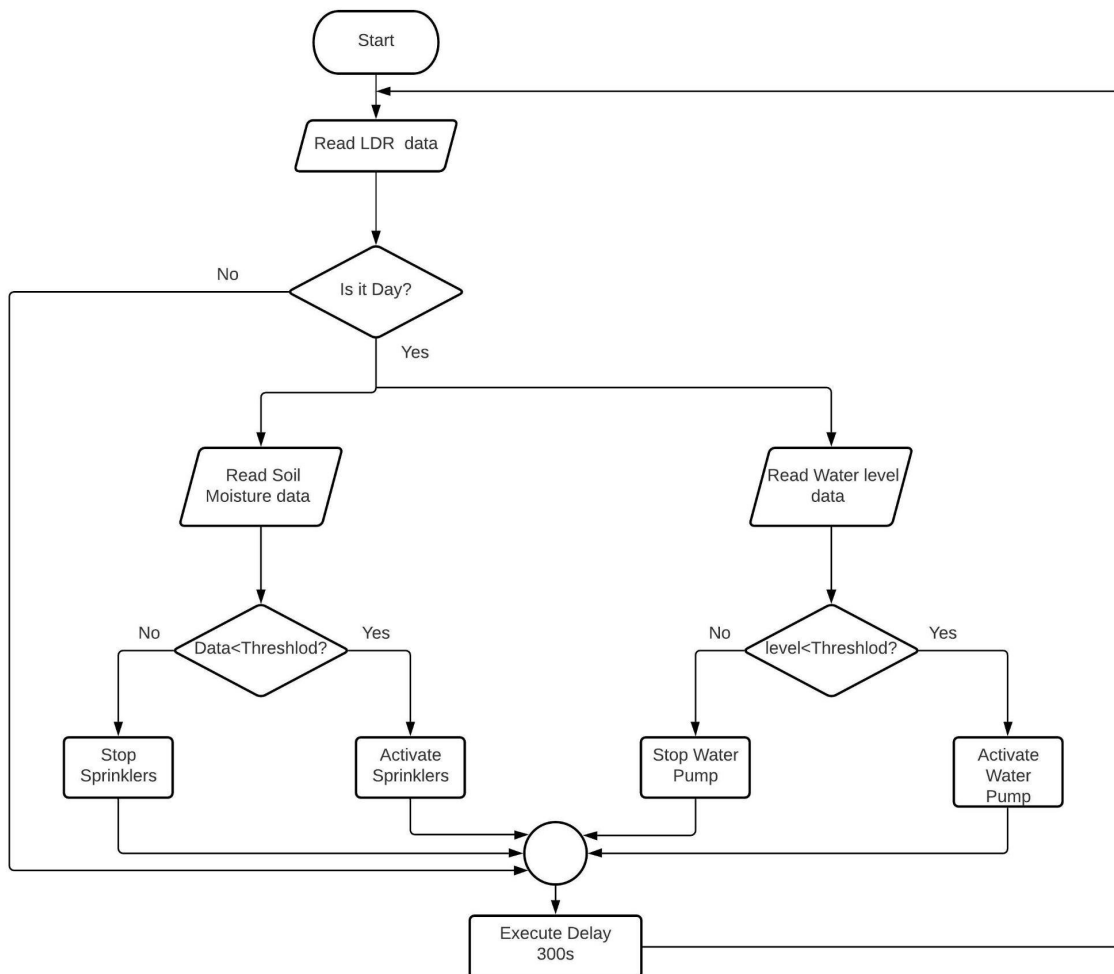 Start
Read LDR  data
No
Is it Day?
Yes
Read Soil
Moisture data
Read Water level
data
No
Data<Threshlod?
Yes
No
level<Threshlod?
Yes
Stop
Sprinklers
Activate
Sprinklers
Stop Water
Pump
Activate
Water
Pump
Execute Delay
300s